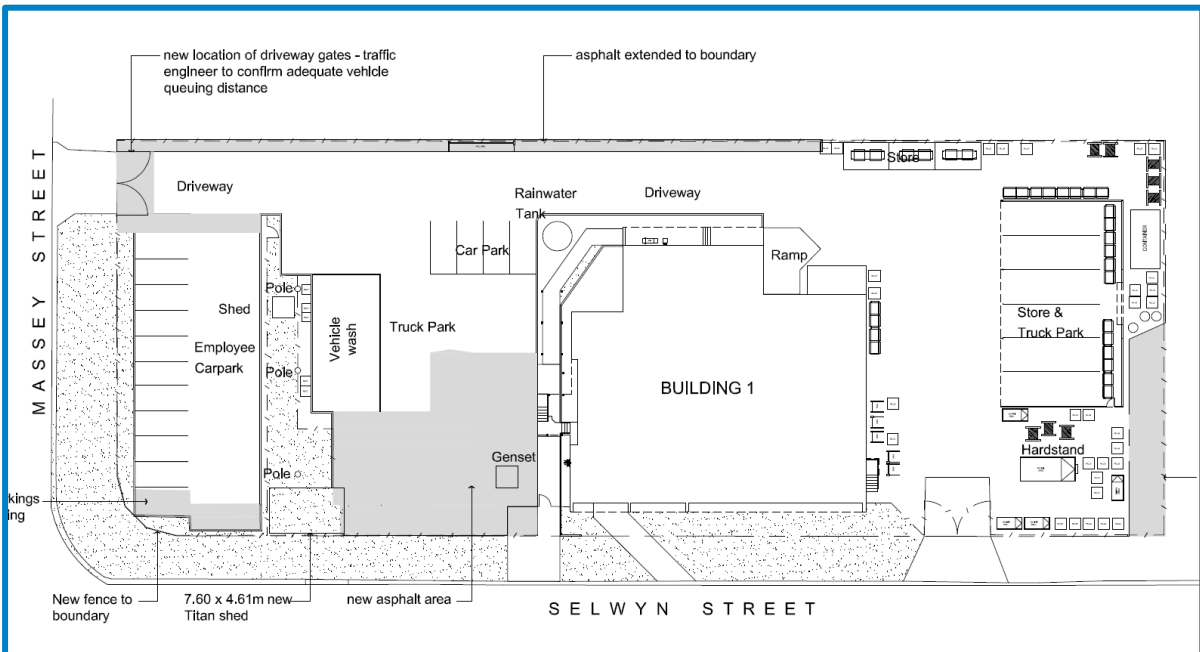 new location of driveway gates - traffic
engineer to confirm adequate vehicle
queuing distance
asphalt extended to boundary
MASSEY STREET
Driveway
Rainwater
Tank
Driveway
Store
Car Park
Ramp
CONTAINER
Pole
Shed
Employee
Carpark
Vehicle
wash
Truck Park
Store &
Truck Park
Pole
BUILDING 1
Genset
Hardstand
Pole
kings
ng
New fence to
boundary
7.60 x 4.61m new
Titan shed
new asphalt area
SELWYN STREET